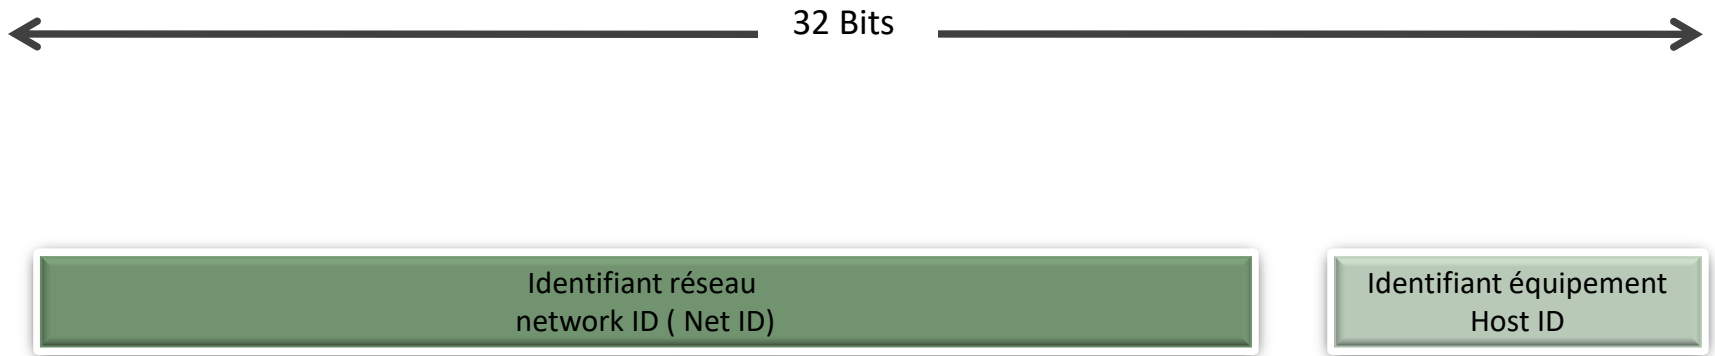 32 Bits
Identifiant réseau
network ID ( Net ID)
Identifiant équipement
Host ID